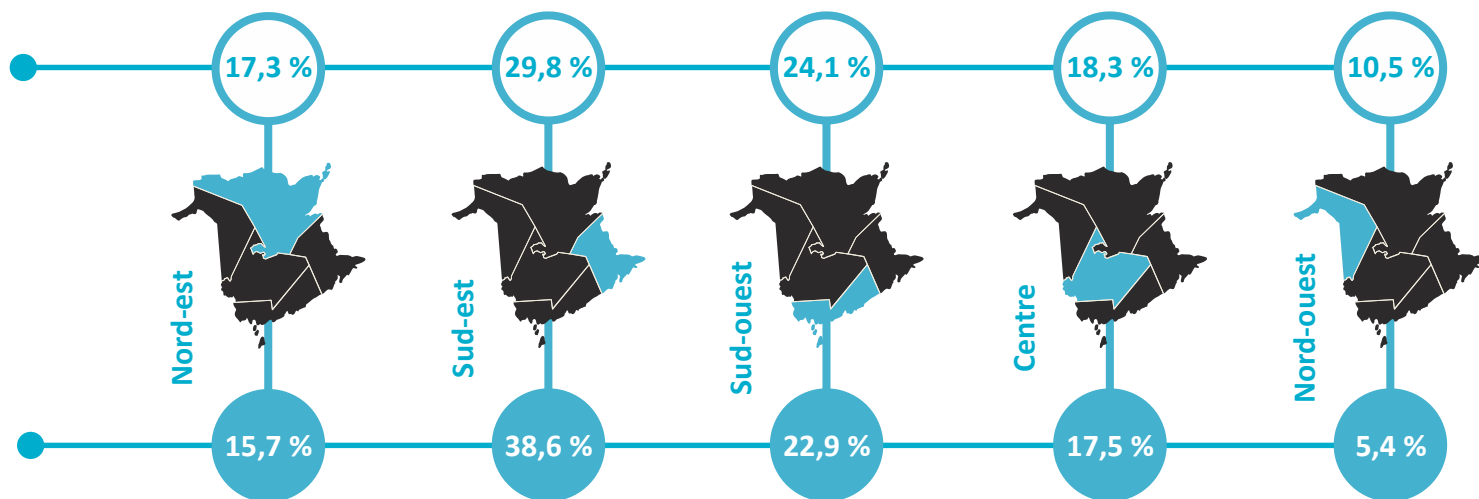 17,3 %
29,8 %
24,1 %
18,3 %
10,5 %
Nord-est
Sud-est
Sud-ouest
Centre
Nord-ouest
15,7 %
38,6 %
22,9 %
17,5 %
5,4 %